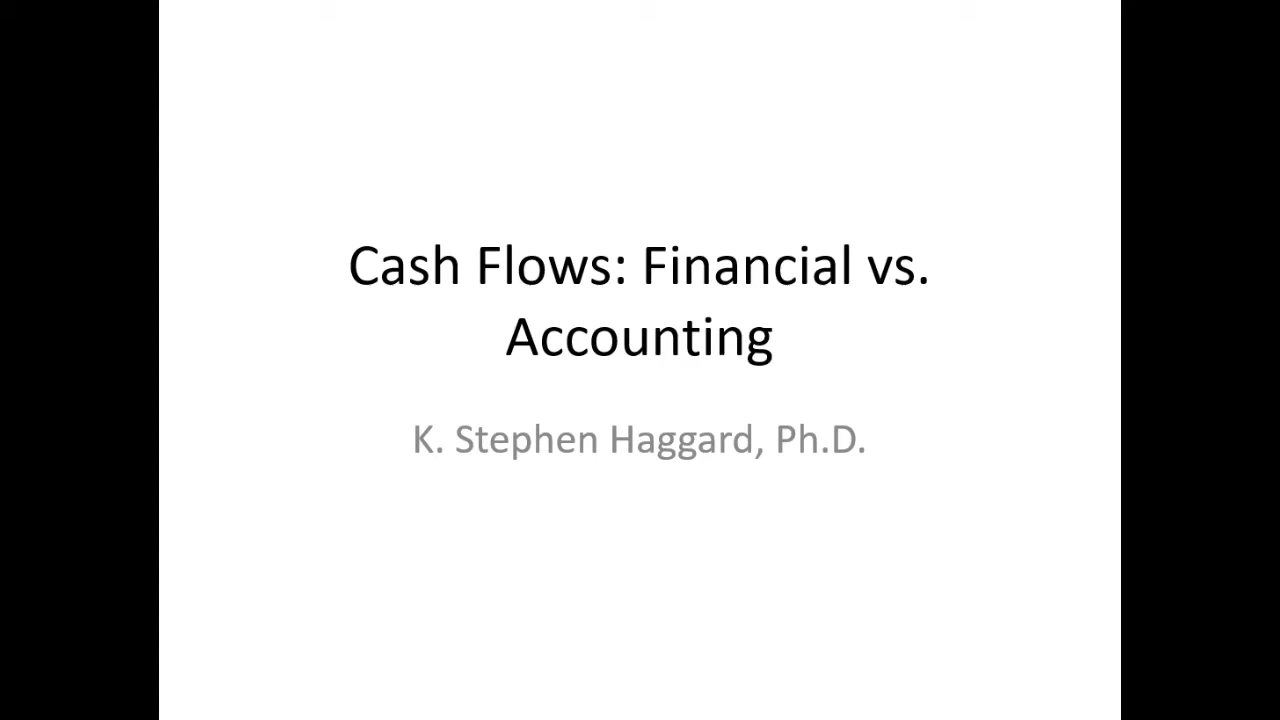 Cash Flows: Financial vs.
Accounting
K. Stephen Haggard, Ph.D.